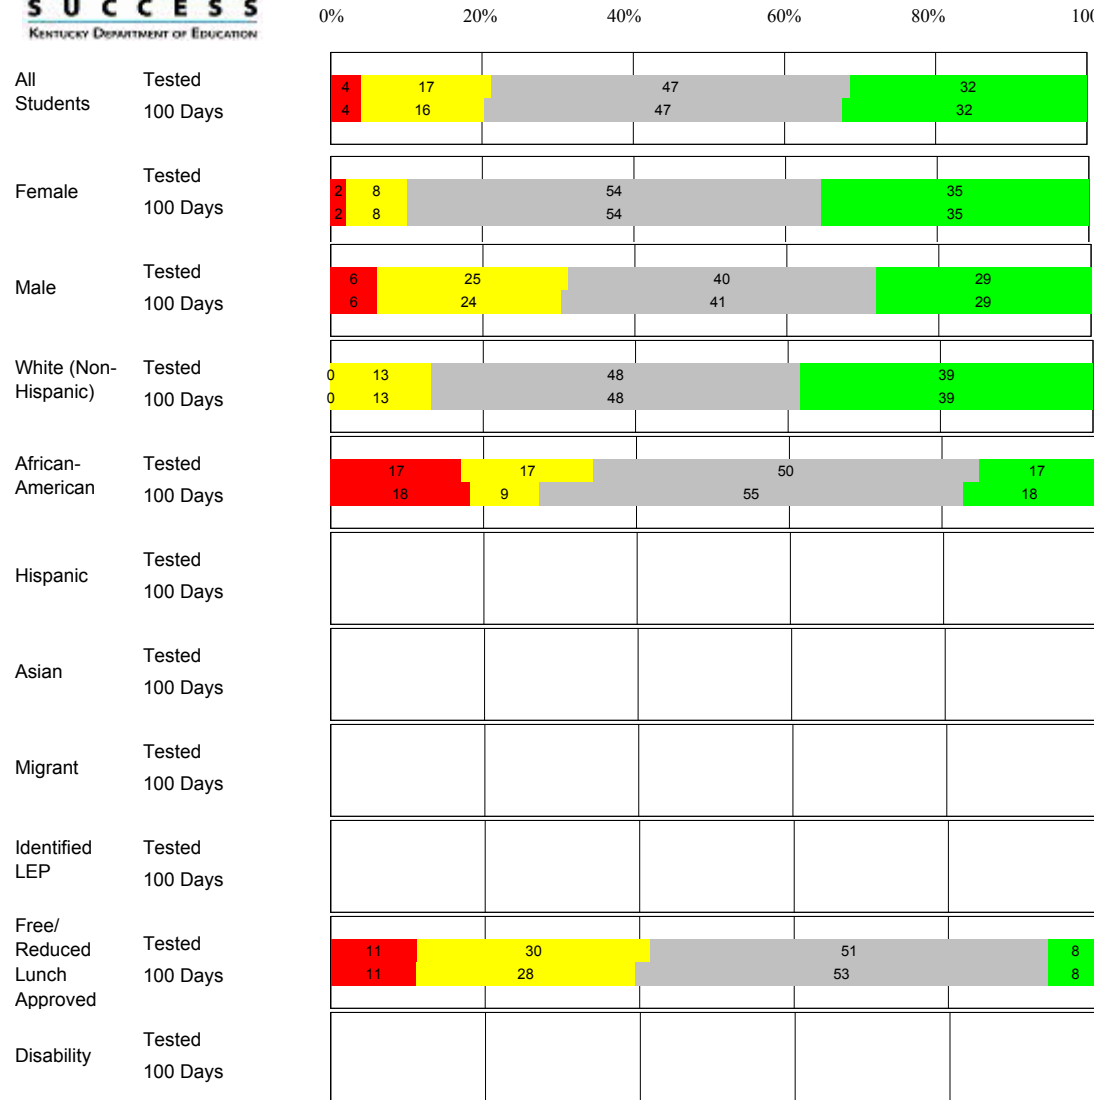 SUCCESS
KENTUCKY DEPARTMENT OF EDUCATION
0% 20% 40% 60% 80% 100
All Students
Tested 4 17 47 32
100 Days 4 16 47 32
Female
Tested 2 8 54 35
100 Days 2 8 54 35
Male
Tested 6 25 40 29
100 Days 6 24 41 29
White (Non-
Hispanic)
Tested 0 13 48 39
100 Days 0 13 48 39
African-
American
Tested 17 17 50 17
100 Days 18 9 55 18
Hispanic
Tested
100 Days
Asian
Tested
100 Days
Migrant
Tested
100 Days
Identified
LEP
Tested
100 Days
Free/
Reduced
Lunch
Approved
Tested 11 30 51 8
100 Days 11 28 53 8
Disability
Tested
100 Days